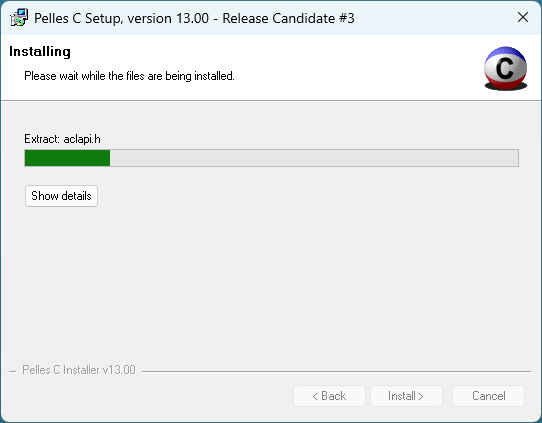 Pelles C Setup, version 13.00 - Release Candidate #3
Installing
Please wait while the files are being installed.
C
Extract: aclapi.h
Show details
Pelles C Installer v13.00
< Back
Install >
Cancel